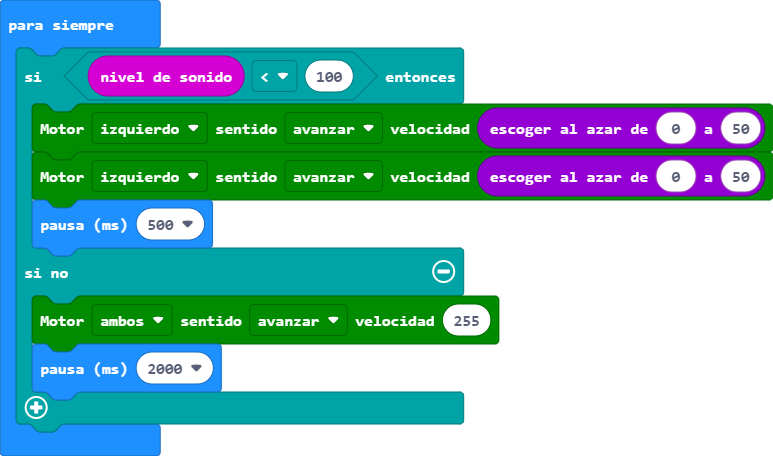 para siempre
si nivel de sonido < 100 entonces
Motor izquierdo sentido avanzar velocidad escoger al azar de 0 a 50
Motor izquierdo sentido avanzar velocidad escoger al azar de 0 a 50
pausa (ms) 500
si no
Motor ambos sentido avanzar velocidad 255
pausa (ms) 2000